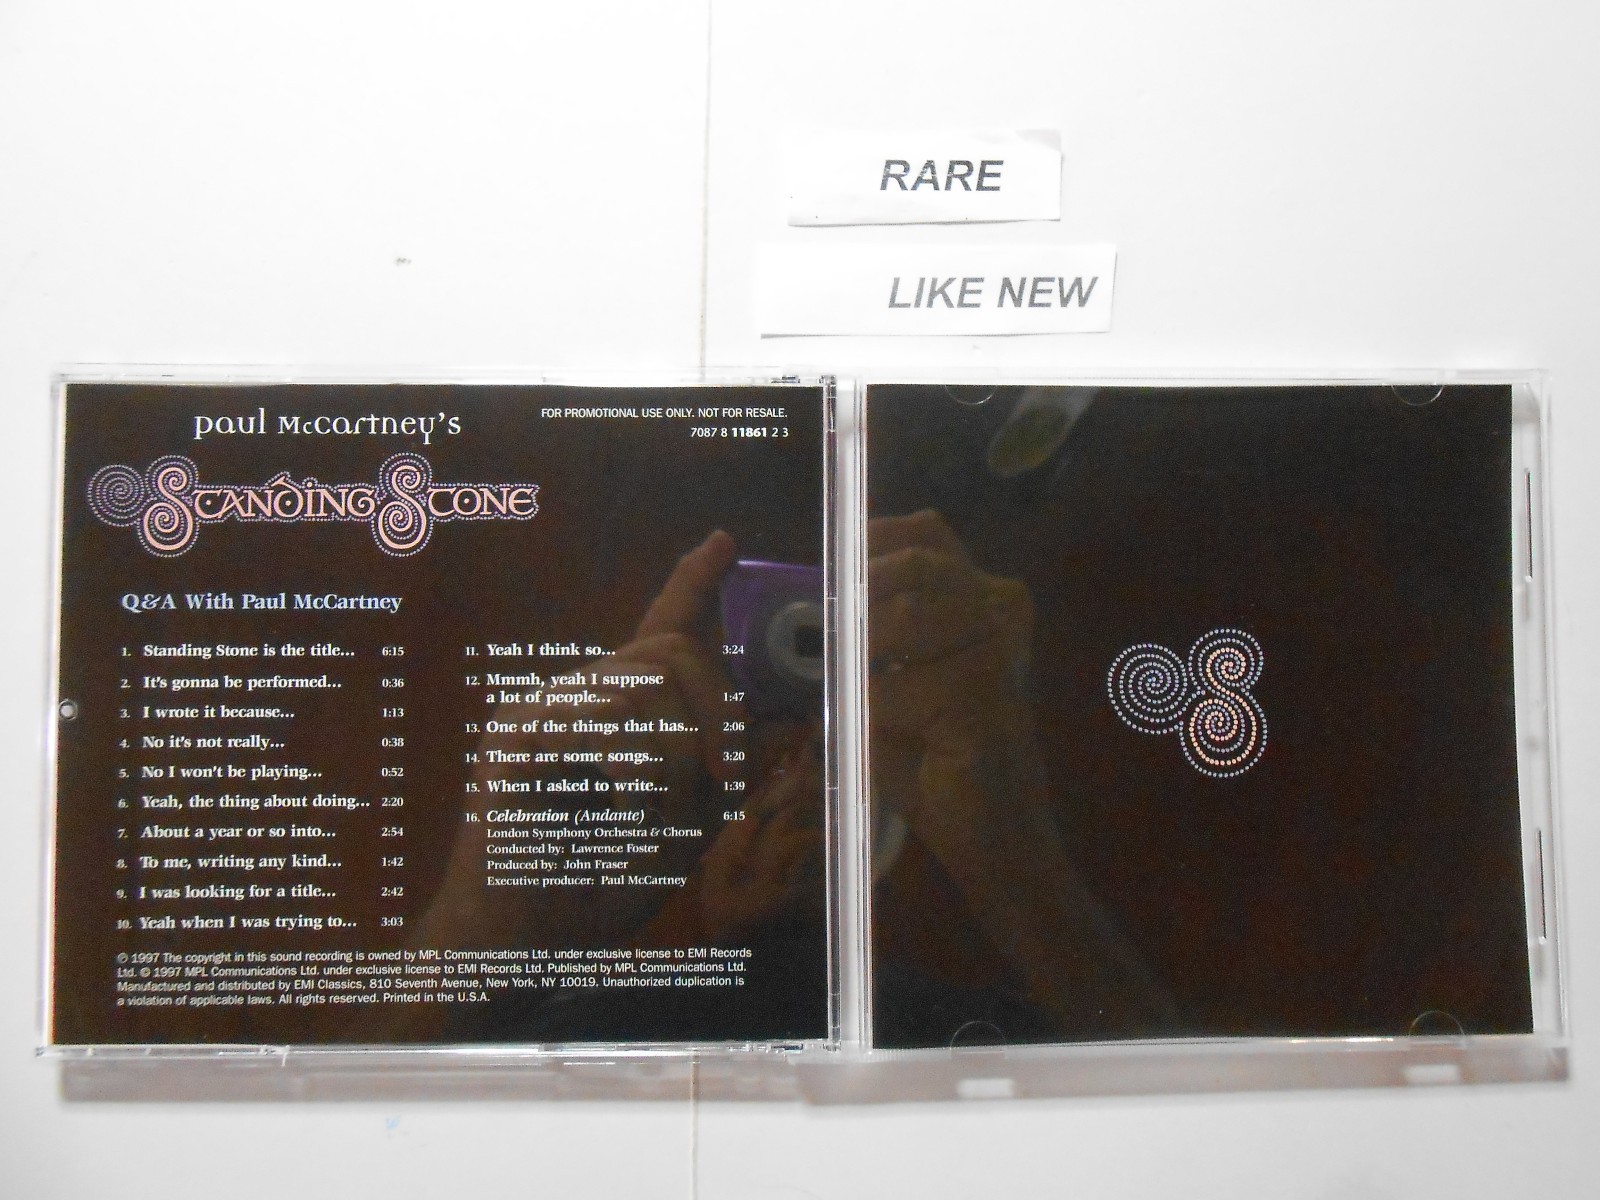 RARE
LIKE NEW
paul McCartney's
FOR PROMOTIONAL USE ONLY. NOT FOR RESALE.
7087 8 11861 2 3
STANDING STONE
Q&A With Paul McCartney
1. Standing Stone is the title... 6:15
2. It's gonna be performed... 0:36
3. I wrote it because... 1:13
4. No it's not really... 0:38
5. No I won't be playing... 0:52
6. Yeah, the thing about doing... 2:20
7. About a year or so into... 2:54
8. To me, writing any kind... 1:42
9. I was looking for a title... 2:42
10. Yeah when I was trying to... 3:03
11. Yeah I think so... 3:24
12. Mmmh, yeah I suppose
a lot of people... 1:47
13. One of the things that has... 2:06
14. There are some songs... 3:20
15. When I asked to write... 1:39
16. Celebration (Andante) 6:15
London Symphony Orchestra & Chorus
Conducted by: Lawrence Foster
Produced by: John Fraser
Executive producer: Paul McCartney
℗ 1997 The copyright in this sound recording is owned by MPL Communications Ltd. under exclusive license to EMI Records
Ltd. © 1997 MPL Communications Ltd. under exclusive license to EMI Records Ltd. Published by MPL Communications Ltd.
Manufactured and distributed by EMI Classics, 810 Seventh Avenue, New York, NY 10019. Unauthorized duplication is
a violation of applicable laws. All rights reserved. Printed in the U.S.A.